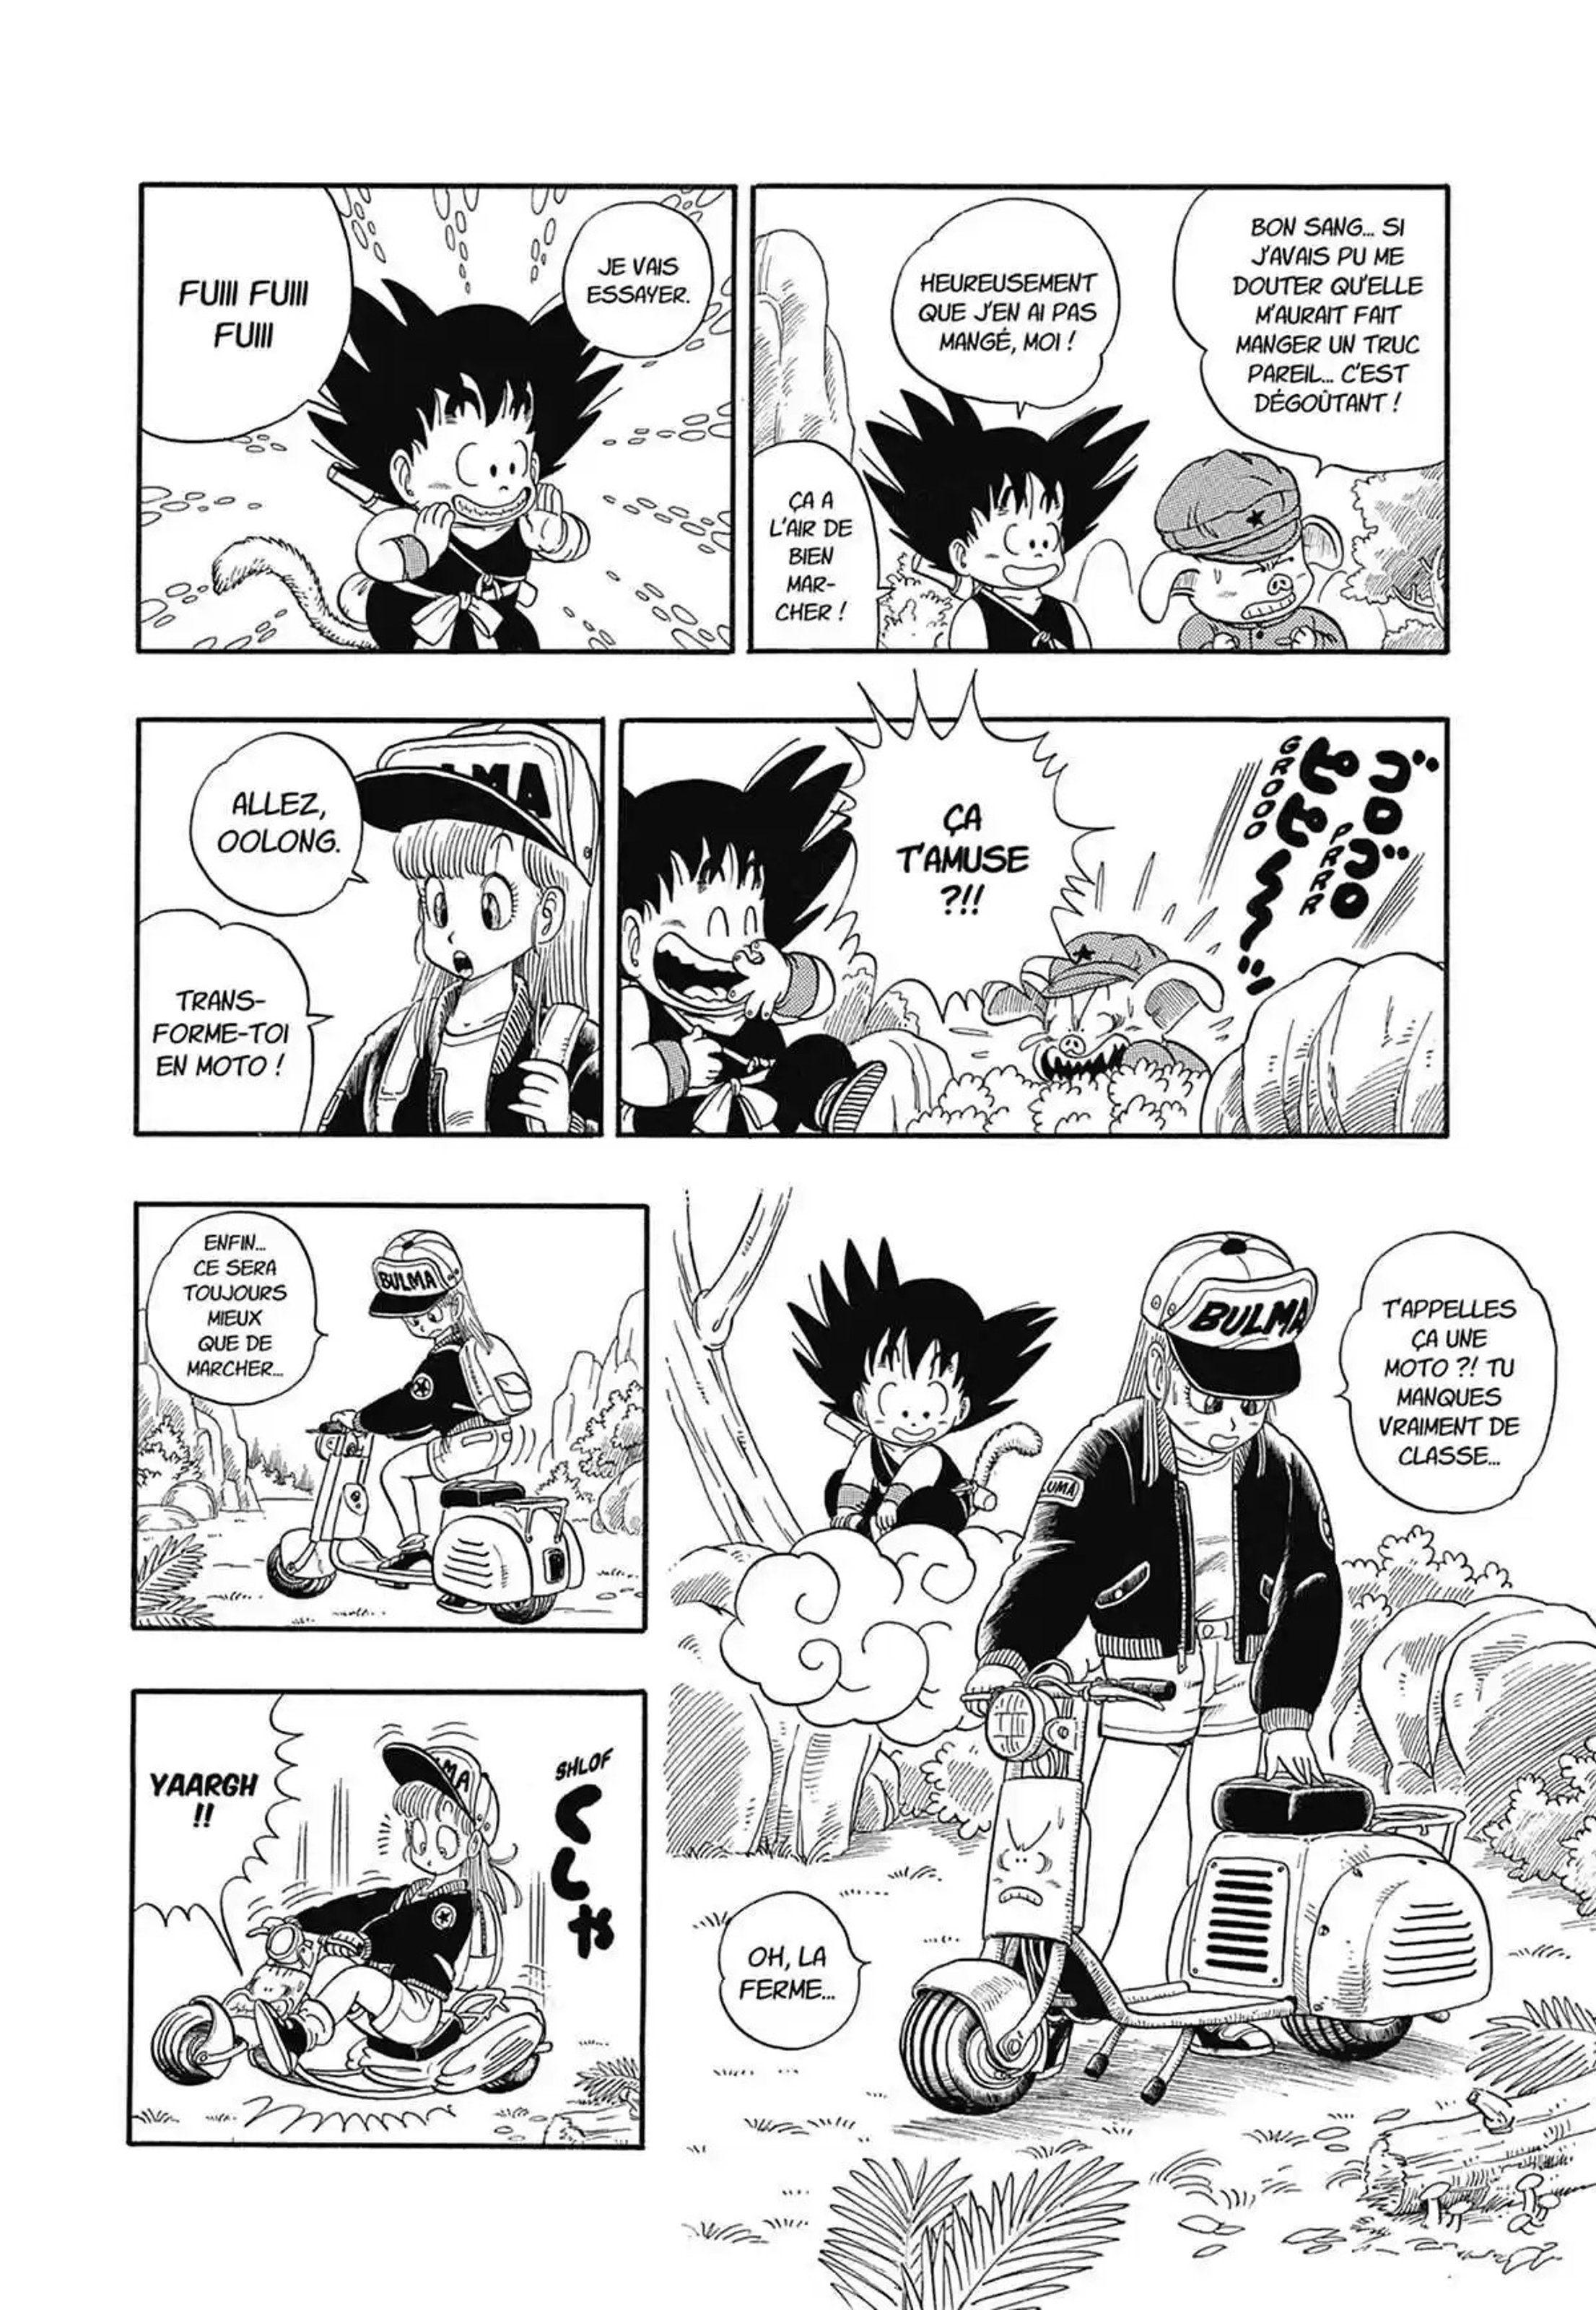 BON SANG... SI
J'AVAIS PU ME
DOUTER QU'ELLE
M'AURAIT FAIT
MANGER UN TRUC
PAREIL... C'EST
DÉGOÛTANT !
HEUREUSEMENT
QUE J'EN AI PAS
MANGÉ, MOI !
ÇA A
L'AIR DE
BIEN
MAR-
CHER !
JE VAIS
ESSAYER.
FUIII FUIII
FUIII
ゴロゴロ
PRRR
ピピ〜
GROOO
ÇA
T'AMUSE
?!!
LMA
ALLEZ,
OOLONG.
TRANS-
FORME-TOI
EN MOTO !
T'APPELLES
ÇA UNE
MOTO ?! TU
MANQUES
VRAIMENT DE
CLASSE...
BULMA
LUMA
OH, LA
FERME...
ENFIN...
CE SERA
TOUJOURS
MIEUX
QUE DE
MARCHER...
BULMA
SHLOF
くしゃ
MA
YAARGH
!!